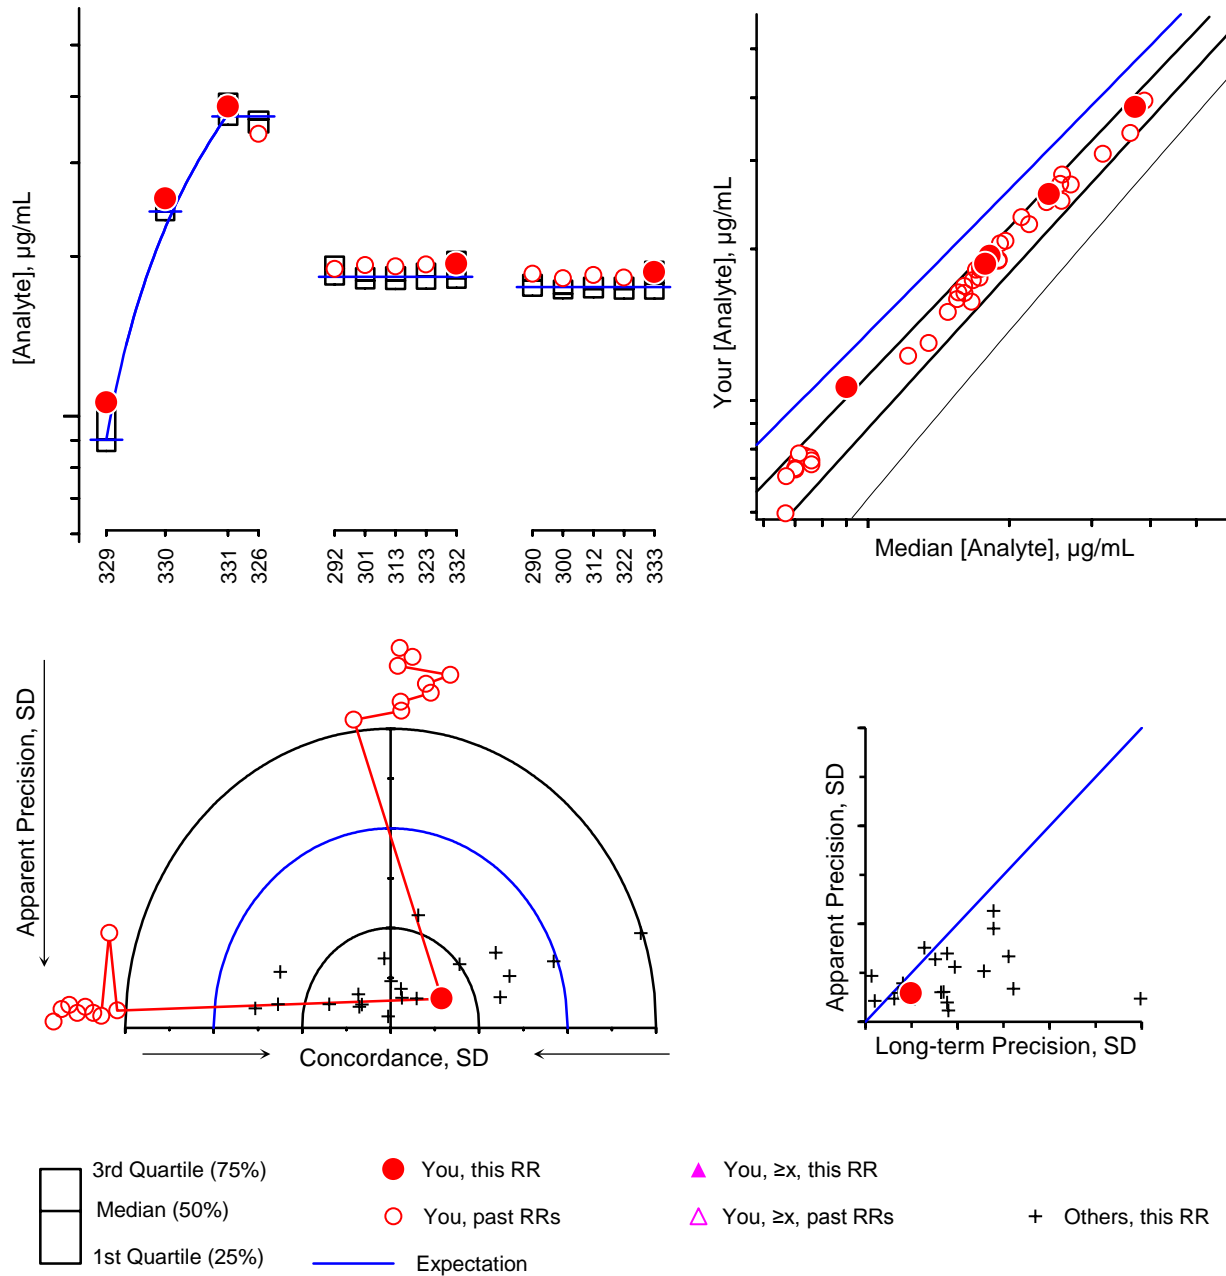 [Analyte], µg/mL
329
330
331
326
292
301
313
323
332
290
300
312
322
333
Your [Analyte], µg/mL
Median [Analyte], µg/mL
Apparent Precision, SD
Concordance, SD
Apparent Precision, SD
Long-term Precision, SD
3rd Quartile (75%)
Median (50%)
1st Quartile (25%)
You, this RR
You, past RRs
Expectation
You, ≥x, this RR
You, ≥x, past RRs
Others, this RR